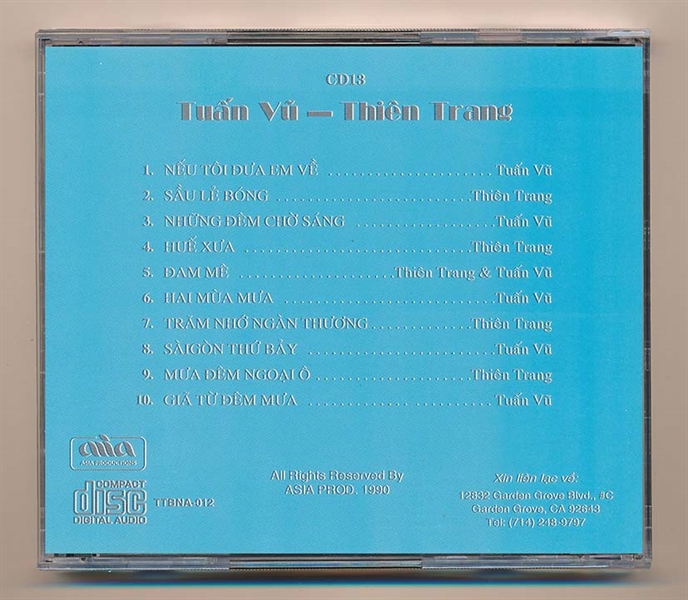 CD13
Tuấn Vũ — Thiên Trang
1. NẾU TÔI ĐƯA EM VỀ ........................ Tuấn Vũ
2. SẦU LẺ BÓNG ........................ Thiên Trang
3. NHỮNG ĐÊM CHỜ SÁNG ........................ Tuấn Vũ
4. HUẾ XƯA ........................ Thiên Trang
5. ĐAM MÊ ........................ Thiên Trang & Tuấn Vũ
6. HAI MÙA MƯA ........................ Tuấn Vũ
7. TRĂM NHỚ NGÀN THƯƠNG ........................ Thiên Trang
8. SÀIGÒN THỨ BẢY ........................ Tuấn Vũ
9. MƯA ĐÊM NGOẠI Ô ........................ Thiên Trang
10. GIÃ TỪ ĐÊM MƯA ........................ Tuấn Vũ
asia
ASIA PRODUCTIONS
COMPACT
disc
DIGITAL AUDIO
TTBNA-012
All Rights Reserved By
ASIA PROD. 1990
Xin liên lạc về:
12832 Garden Grove Blvd., #C
Garden Grove, CA 92643
Tel: (714) 243-9797